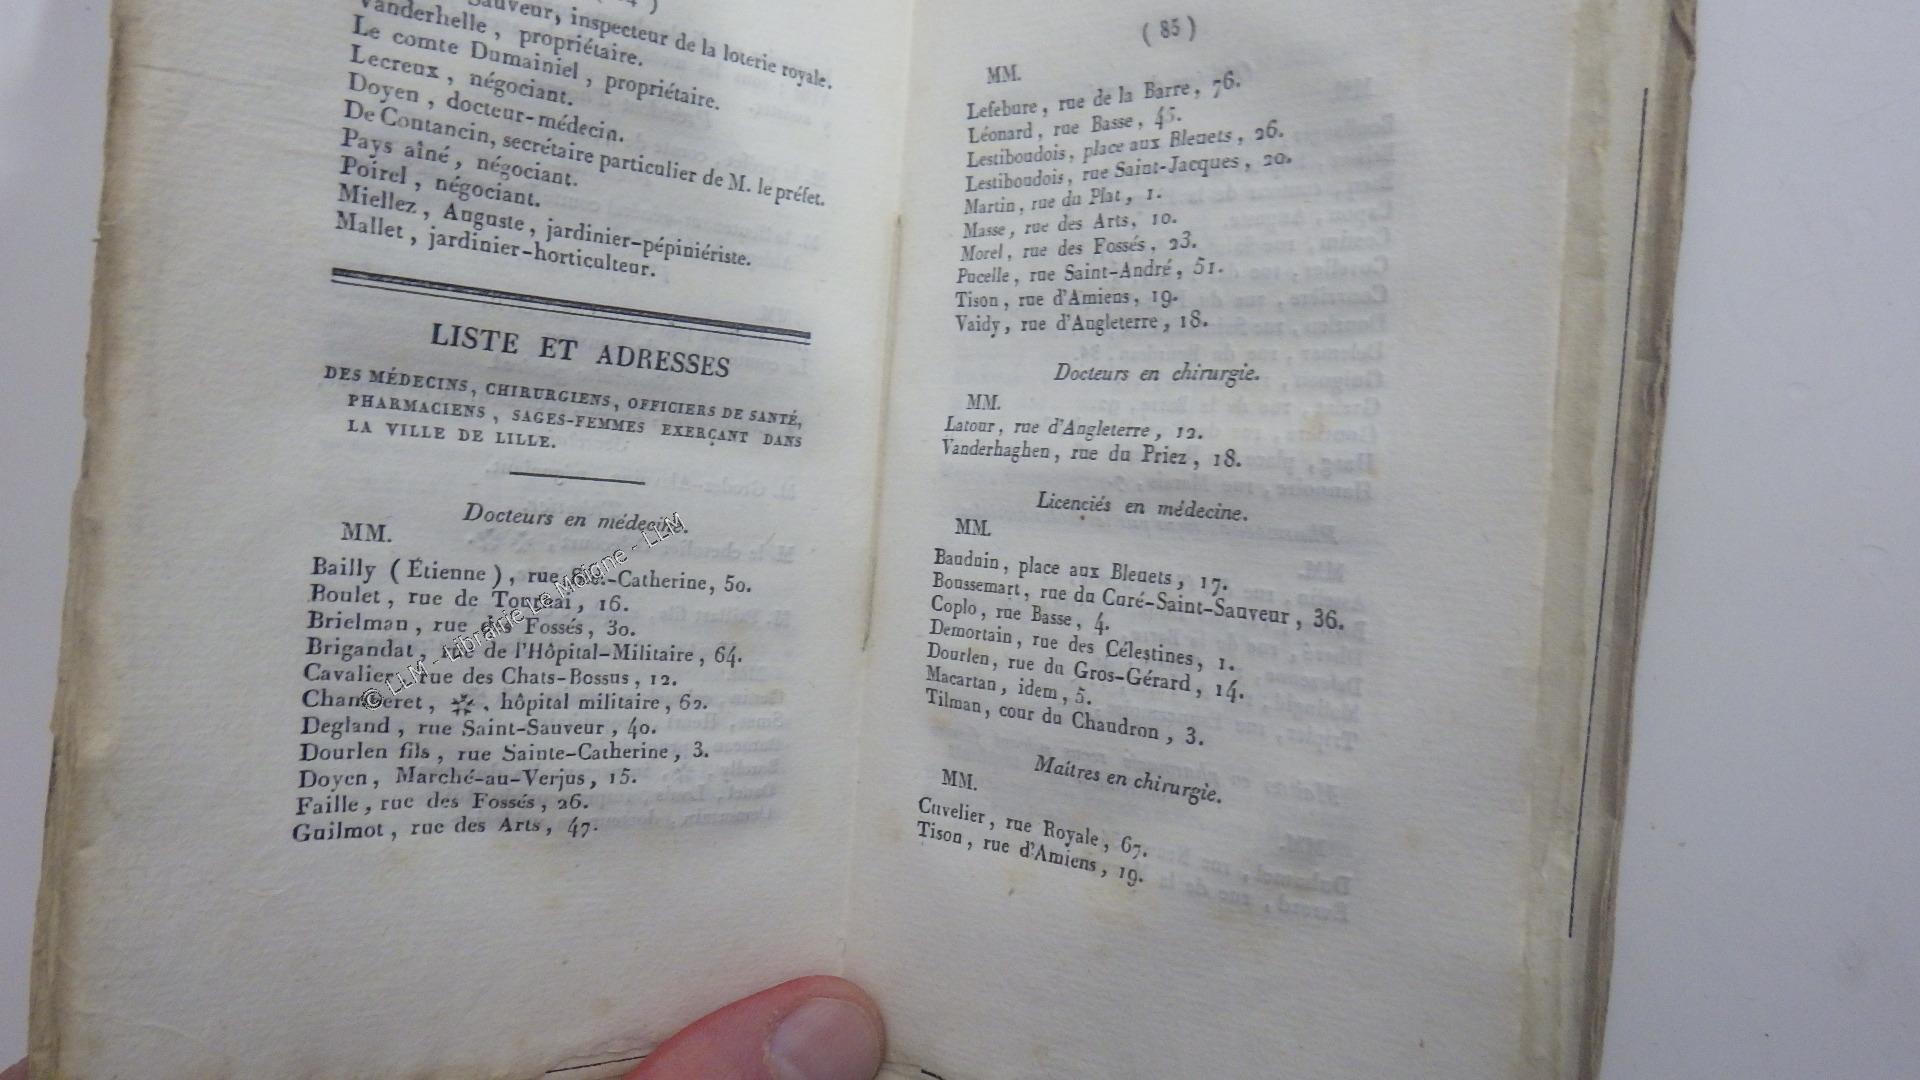 Sauveur, inspecteur de la loterie royale.
Vanderhelle, propriétaire.
Le comte Dumainiel, propriétaire.
Lecreux, négociant.
Doyen, docteur-médecin.
De Contancin, secrétaire particulier de M. le préfet.
Pays aîné, négociant.
Poirel, négociant.
Miellez, Auguste, jardinier-pépiniériste.
Mallet, jardinier-horticulteur.
LISTE ET ADRESSES
DES MÉDECINS, CHIRURGIENS, OFFICIERS DE SANTÉ,
PHARMACIENS, SAGES-FEMMES EXERÇANT DANS
LA VILLE DE LILLE.
Docteurs en médecine.
MM.
Bailly (Étienne), rue Ste.-Catherine, 50.
Boulet, rue de Tournai, 16.
Brielman, rue des Fossés, 30.
Brigandat, rue de l'Hôpital-Militaire, 64.
Cavalier, rue des Chats-Bossus, 12.
Chamberet, ✻, hôpital militaire, 62.
Degland, rue Saint-Sauveur, 40.
Dourlen fils, rue Sainte-Catherine, 3.
Doyen, Marché-au-Verjus, 15.
Faille, rue des Fossés, 26.
Guilmot, rue des Arts, 47.
© LLM - Librairie Le Moigne - LLM
(85)
MM.
Lefebure, rue de la Barre, 76.
Léonard, rue Basse, 45.
Lestiboudois, place aux Bleuets, 26.
Lestiboudois, rue Saint-Jacques, 20.
Martin, rue du Plat, 1.
Masse, rue des Arts, 10.
Morel, rue des Fossés, 23.
Pucelle, rue Saint-André, 51.
Tison, rue d'Amiens, 19.
Vaidy, rue d'Angleterre, 18.
Docteurs en chirurgie.
MM.
Latour, rue d'Angleterre, 12.
Vanderhaghen, rue du Priez, 18.
Licenciés en médecine.
MM.
Bauduin, place aux Bleuets, 17.
Boussemart, rue du Curé-Saint-Sauveur, 36.
Coplo, rue Basse, 4.
Demortain, rue des Célestines, 1.
Dourlen, rue du Gros-Gérard, 14.
Macartan, idem, 5.
Tilman, cour du Chaudron, 3.
Maîtres en chirurgie.
MM.
Cuvelier, rue Royale, 67.
Tison, rue d'Amiens, 19.